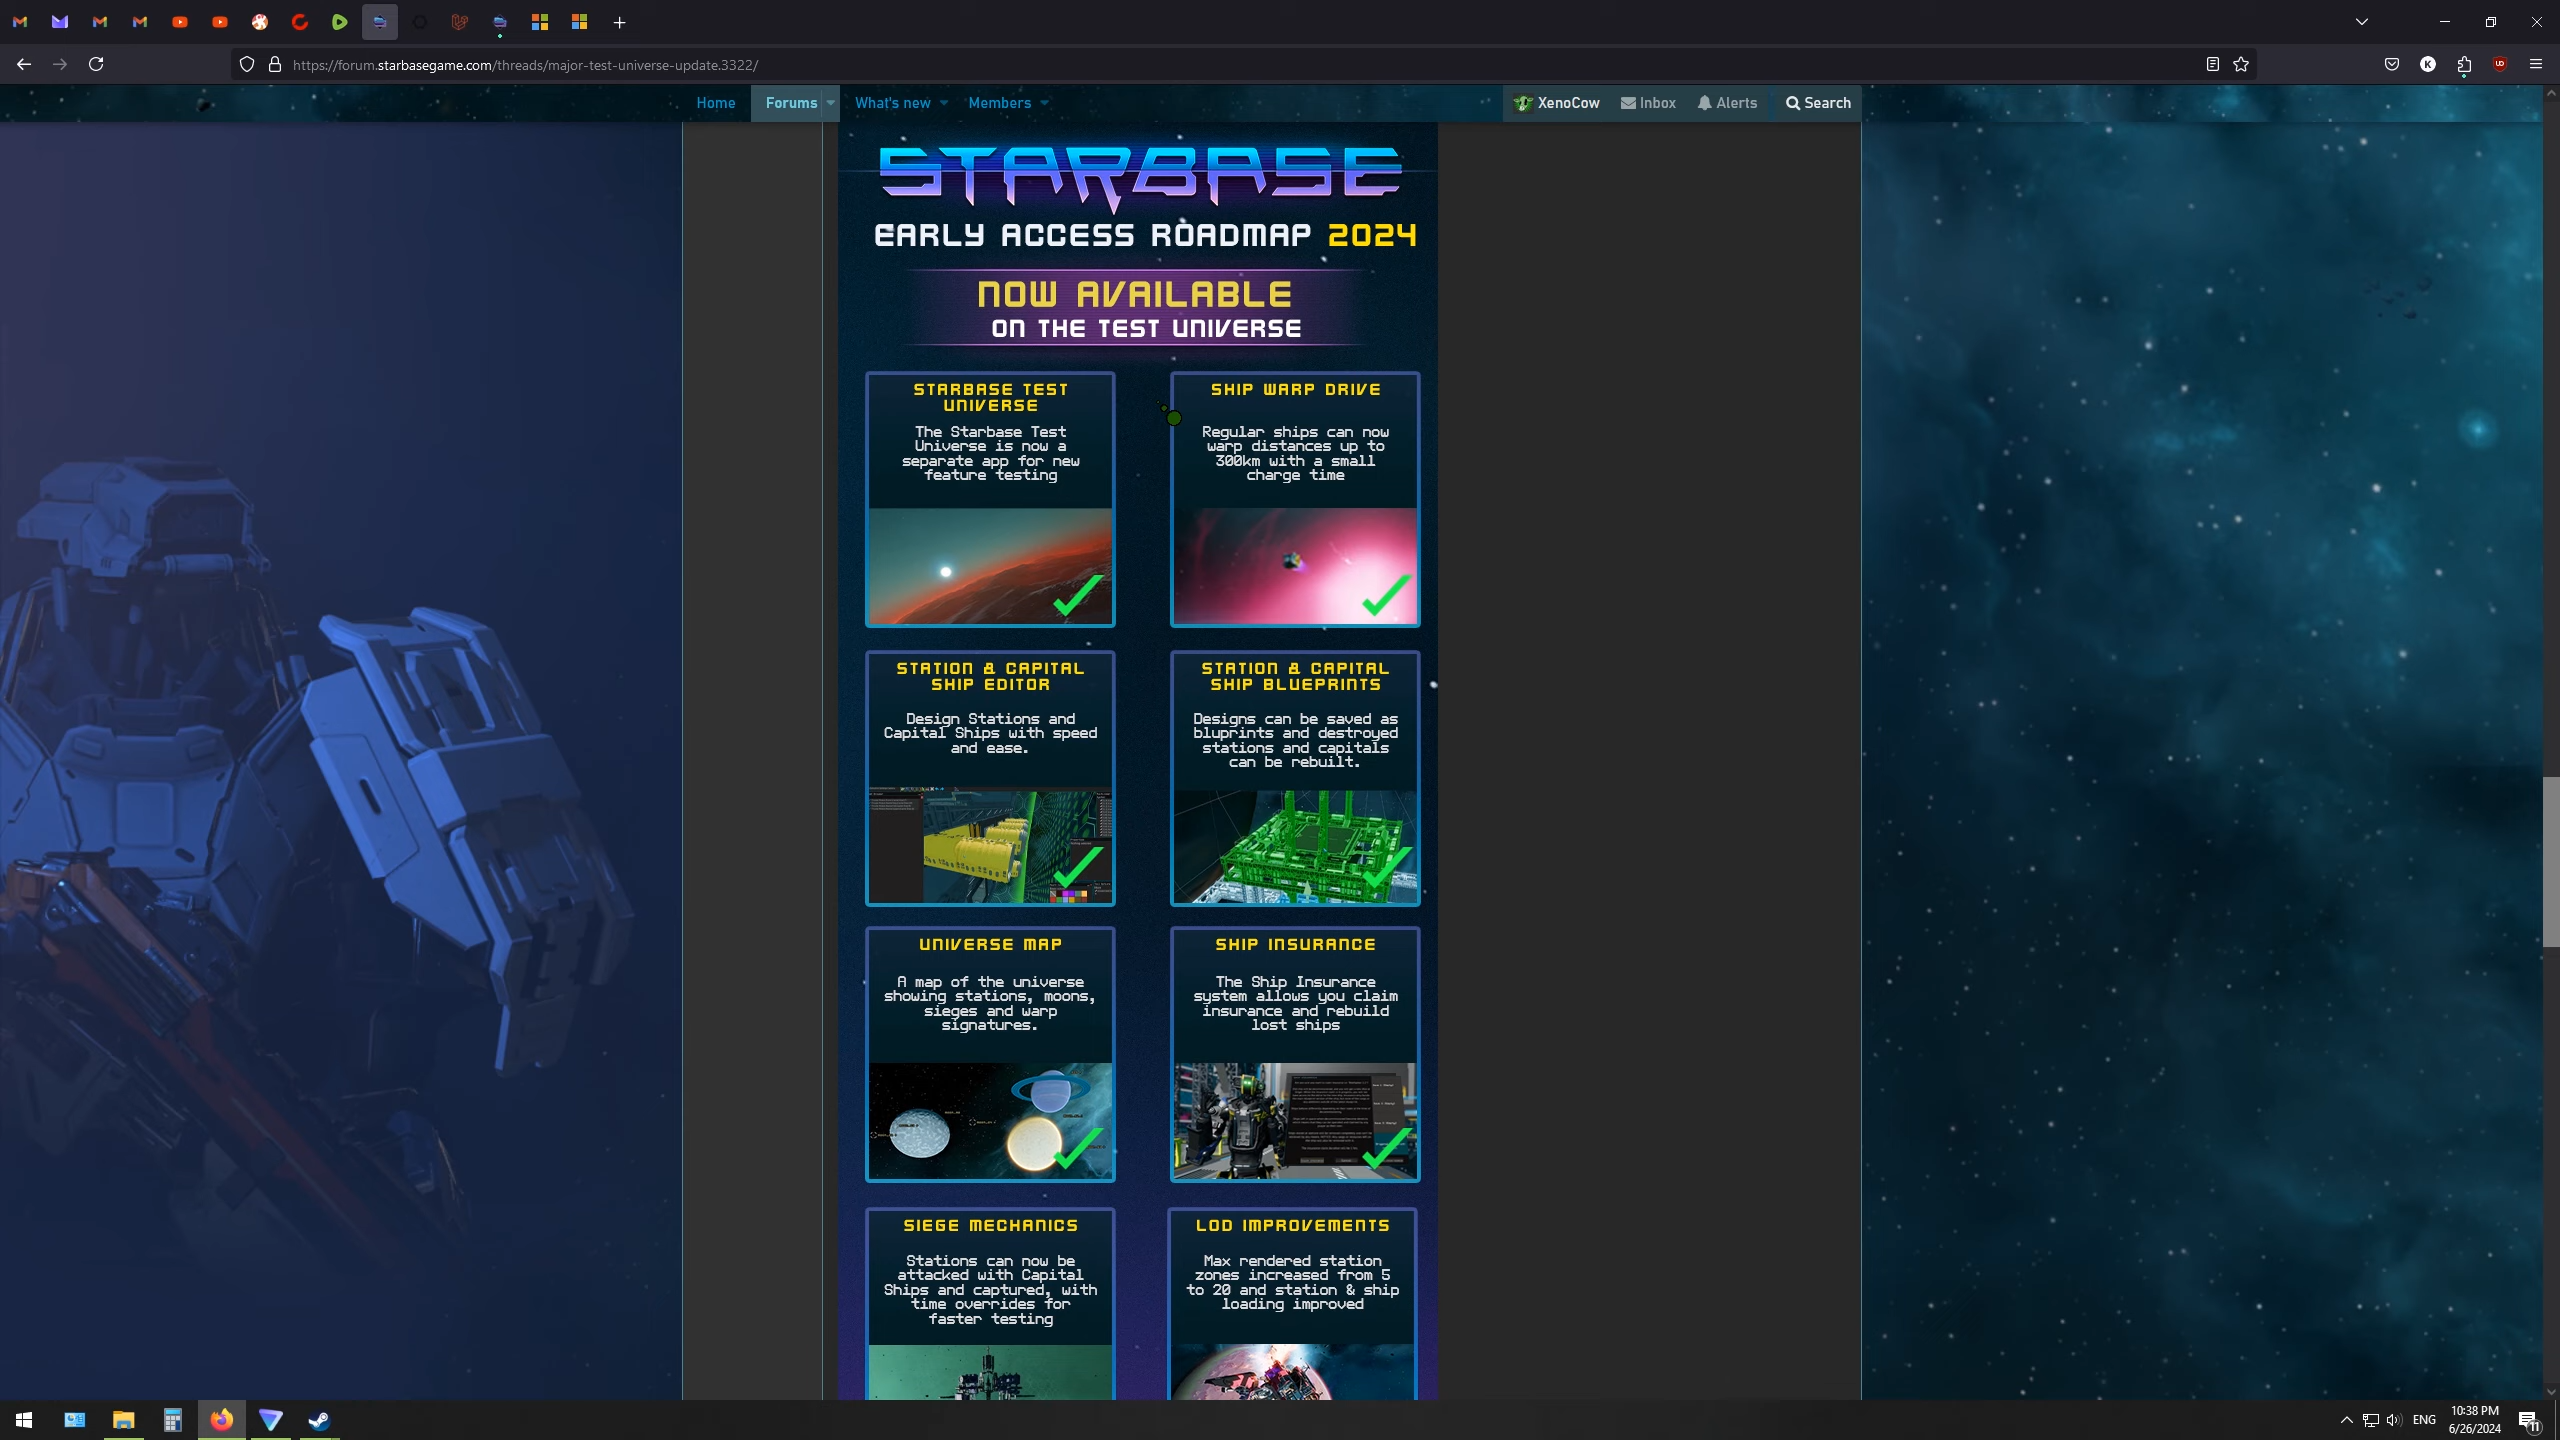 https://forum.starbasegame.com/threads/major-test-universe-update.3322/
Home
Forums
What's new
Members
XenoCow
Inbox
Alerts
Search
STARBASE
EARLY ACCESS ROADMAP 2024
NOW AVAILABLE
ON THE TEST UNIVERSE
STARBASE TEST
UNIVERSE
The Starbase Test
Universe is now a
separate app for new
feature testing
SHIP WARP DRIVE
Regular ships can now
warp distances up to
300km with a small
charge time
STATION & CAPITAL
SHIP EDITOR
Design Stations and
Capital Ships with speed
and ease.
STATION & CAPITAL
SHIP BLUEPRINTS
Designs can be saved as
bluprints and destroyed
stations and capitals
can be rebuilt.
UNIVERSE MAP
A map of the universe
showing stations, moons,
sieges and warp
signatures.
SHIP INSURANCE
The Ship Insurance
system allows you claim
insurance and rebuild
lost ships
SIEGE MECHANICS
Stations can now be
attacked with Capital
Ships and captured, with
time overrides for
faster testing
LOD IMPROVEMENTS
Max rendered station
zones increased from 5
to 20 and station & ship
loading improved
ENG
10:38 PM
6/26/2024
11